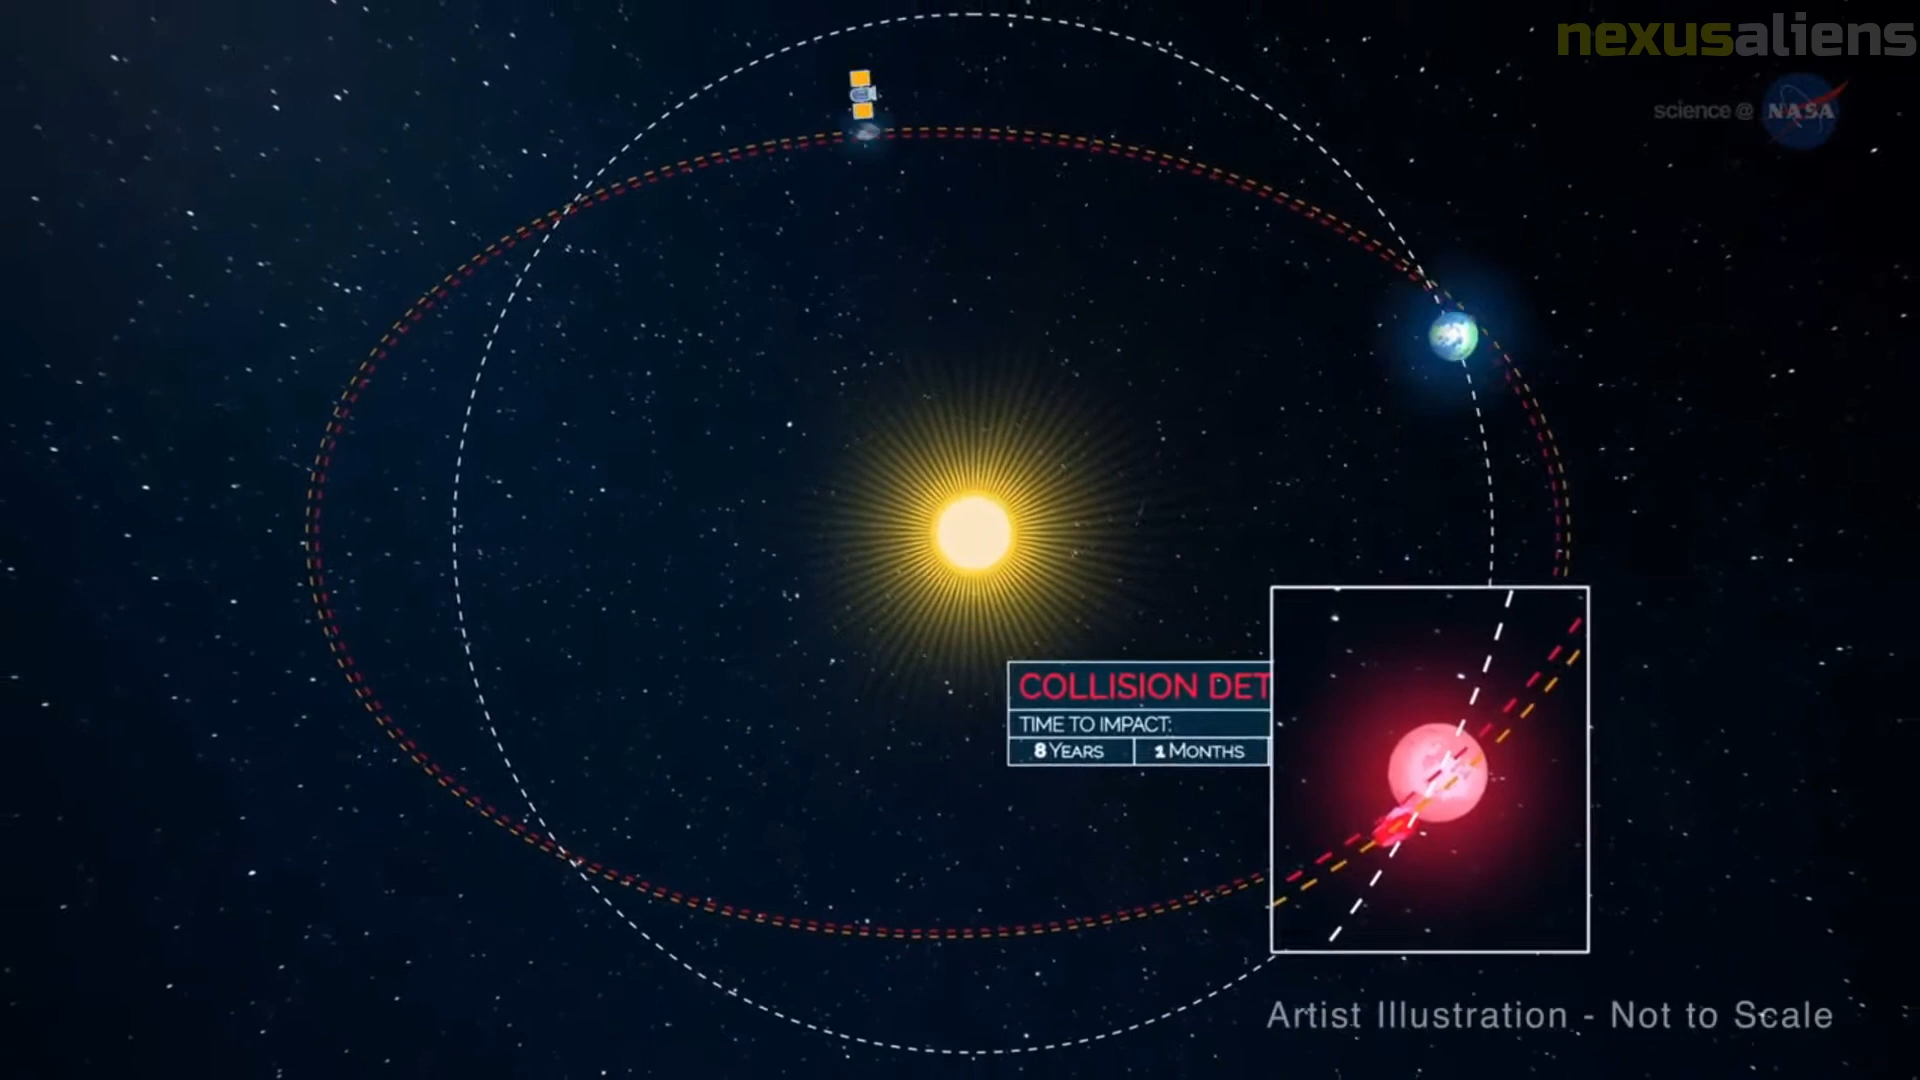 nexusaliens
science @ NASA
COLLISION DET
TIME TO IMPACT:
8 YEARS 1 MONTHS
Artist Illustration - Not to Scale